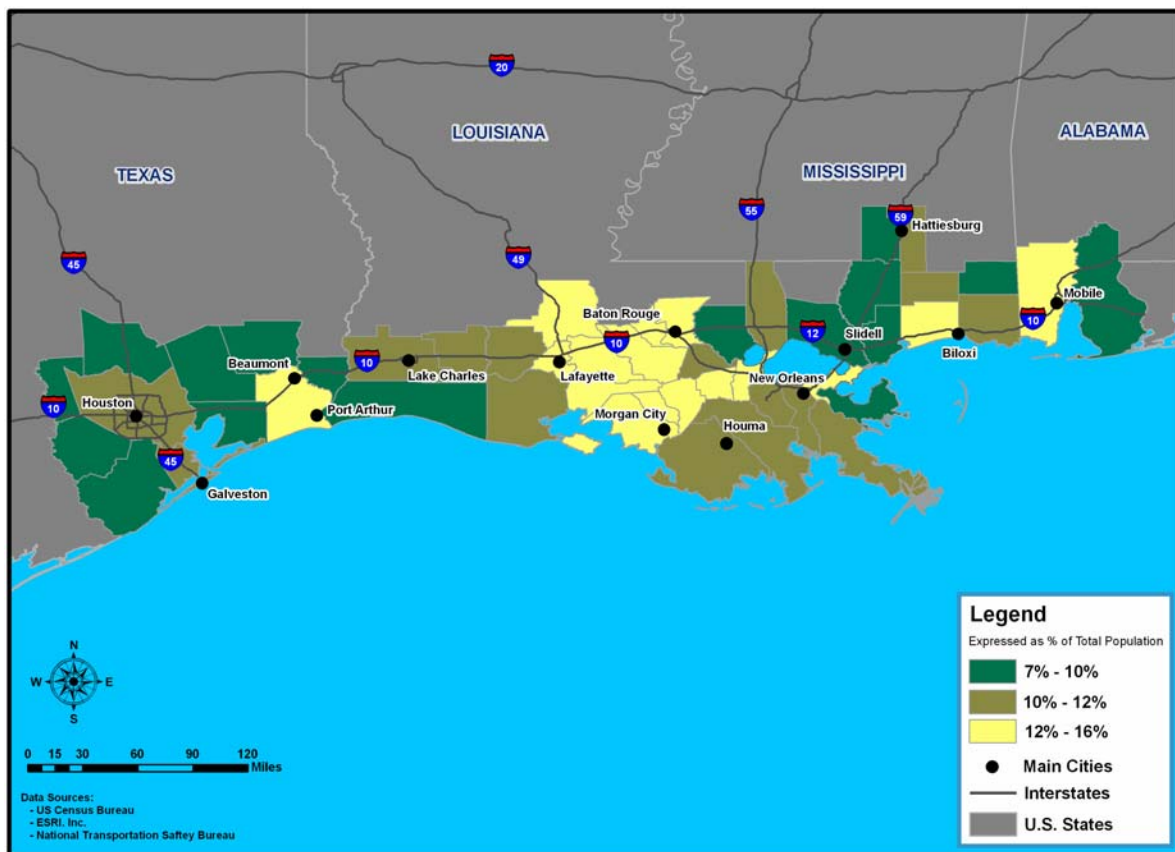 20
LOUISIANA
ALABAMA
TEXAS
MISSISSIPPI
55
59
Hattiesburg
45
49
Mobile
Baton Rouge
10
12
Slidell
10
Beaumont
10
Biloxi
Lake Charles
Lafayette
New Orleans
10
Houston
Port Arthur
Morgan City
Houma
45
Galveston
Legend
Expressed as % of Total Population
7% - 10%
10% - 12%
12% - 16%
Main Cities
Interstates
U.S. States
N
W E
S
0 15 30 60 90 120
Miles
Data Sources:
- US Census Bureau
- ESRI. Inc.
- National Transportation Saftey Bureau